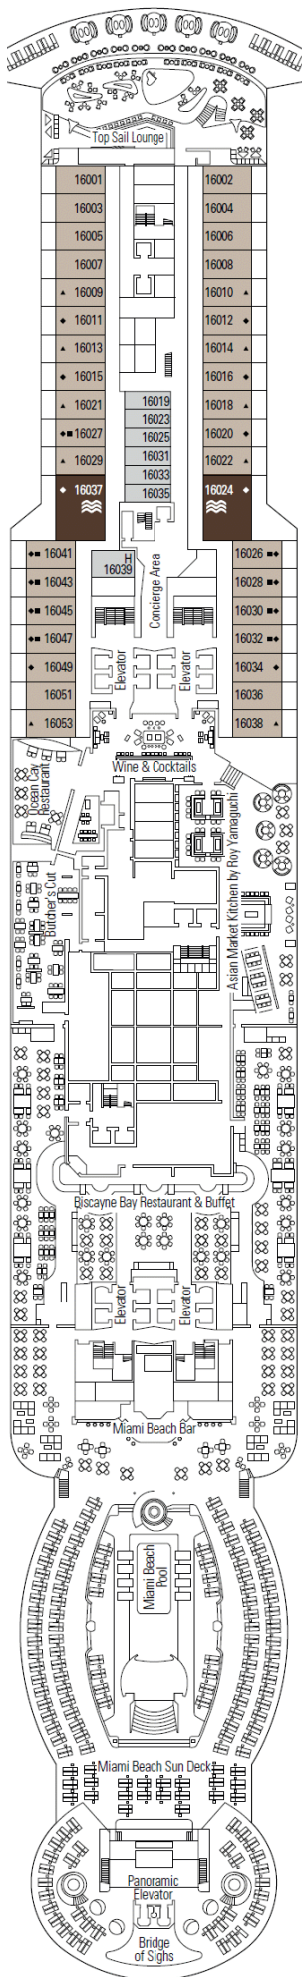 Top Sail Lounge
16001 16002
16003 16004
16005 16006
16007 16008
16009 16010
16011 16012
16013 16014
16015 16016
16021 16019 16018
16023
16027 16025 16020
16031
16029 16033 16022
16035
16037 16024
H
16039
Concierge Area
16041 16026
16043 16028
16045 16030
16047 16032
16049 16034
16051 16036
16053 16038
Elevator Elevator
Wine & Cocktails
Ocean Cay
Restaurant
Butcher's Cut
Asian Market Kitchen by Roy Yamaguchi
Biscayne Bay Restaurant & Buffet
Elevator Elevator
Miami Beach Bar
Miami Beach
Pool
Miami Beach Sun Deck
Panoramic
Elevator
Bridge
of Sighs